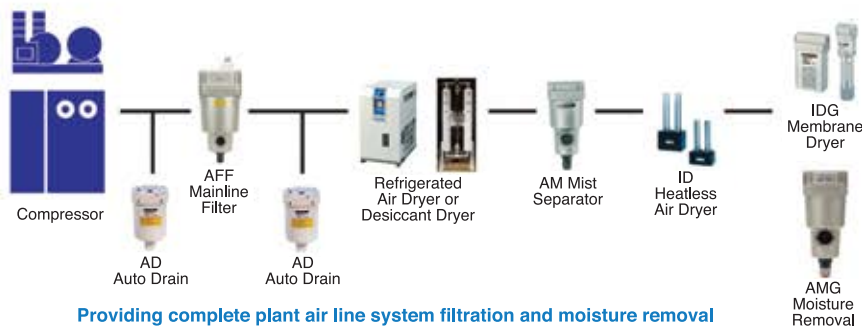 Compressor
AD
Auto Drain
AFF
Mainline
Filter
AD
Auto Drain
Refrigerated
Air Dryer or
Desiccant Dryer
AM Mist
Separator
ID
Heatless
Air Dryer
IDG
Membrane
Dryer
AMG
Moisture
Removal
Providing complete plant air line system filtration and moisture removal